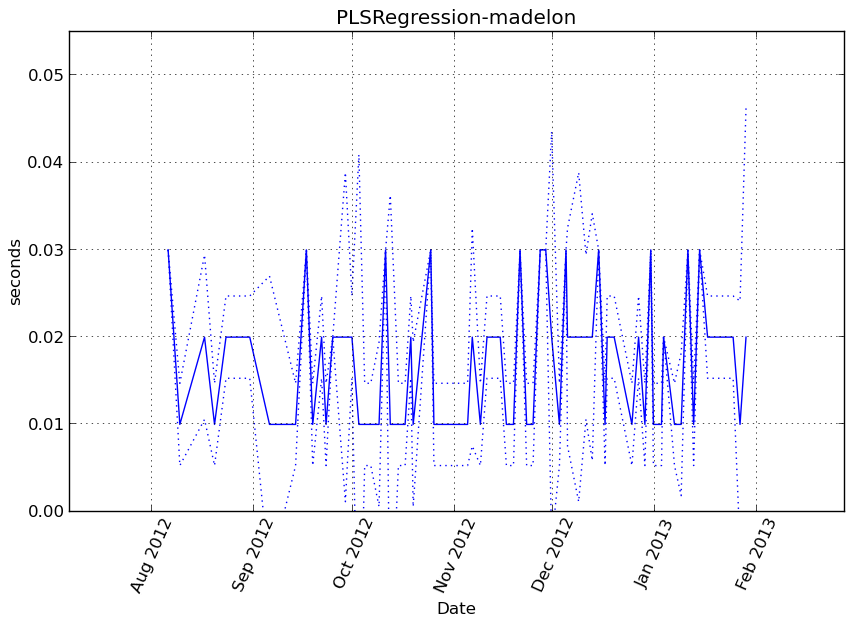 PLSRegression-madelon
0.05
0.04
0.03
0.02
0.01
0.00
seconds
Aug 2012
Sep 2012
Oct 2012
Nov 2012
Dec 2012
Jan 2013
Feb 2013
Date